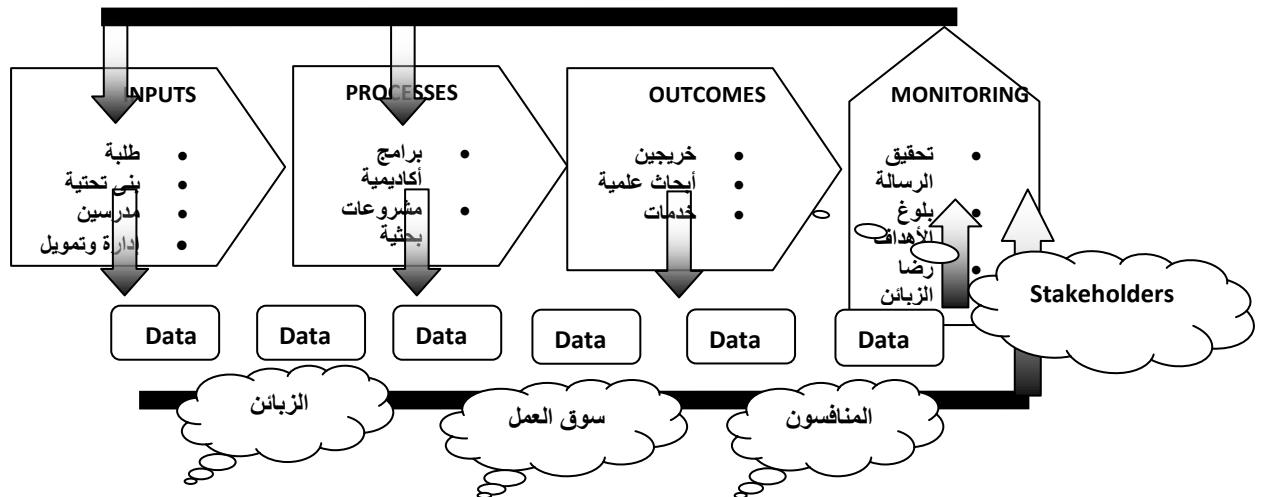 INPUTS
طلبة
بنى تحتية
مدرسين
إدارة وتمويل
PROCESSES
برامج
أكاديمية
مشروعات
بحثية
OUTCOMES
خريجين
أبحاث علمية
خدمات
MONITORING
تحقيق
الرسالة
بلوغ
الأهداف
رضا
الزبائن
Stakeholders
Data
Data
Data
Data
Data
Data
الزبائن
سوق العمل
المنافسون